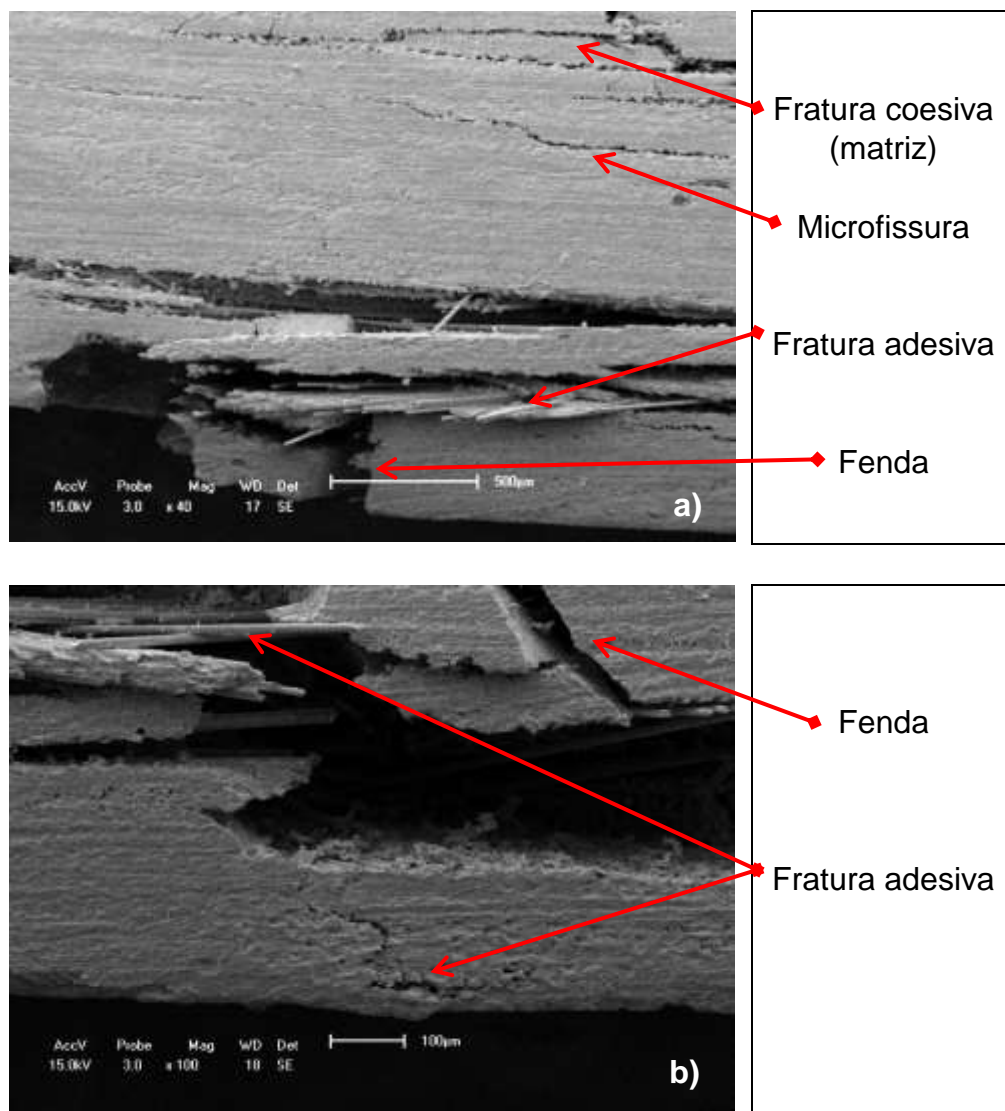 Fratura coesiva
(matriz)
Microfissura
Fratura adesiva
Fenda
AccV Probe Mag WD Det
15.0kV 3.0 x 40 17 SE
500µm
a)
Fenda
Fratura adesiva
AccV Probe Mag WD Det
15.0kV 3.0 x 100 18 SE
100µm
b)